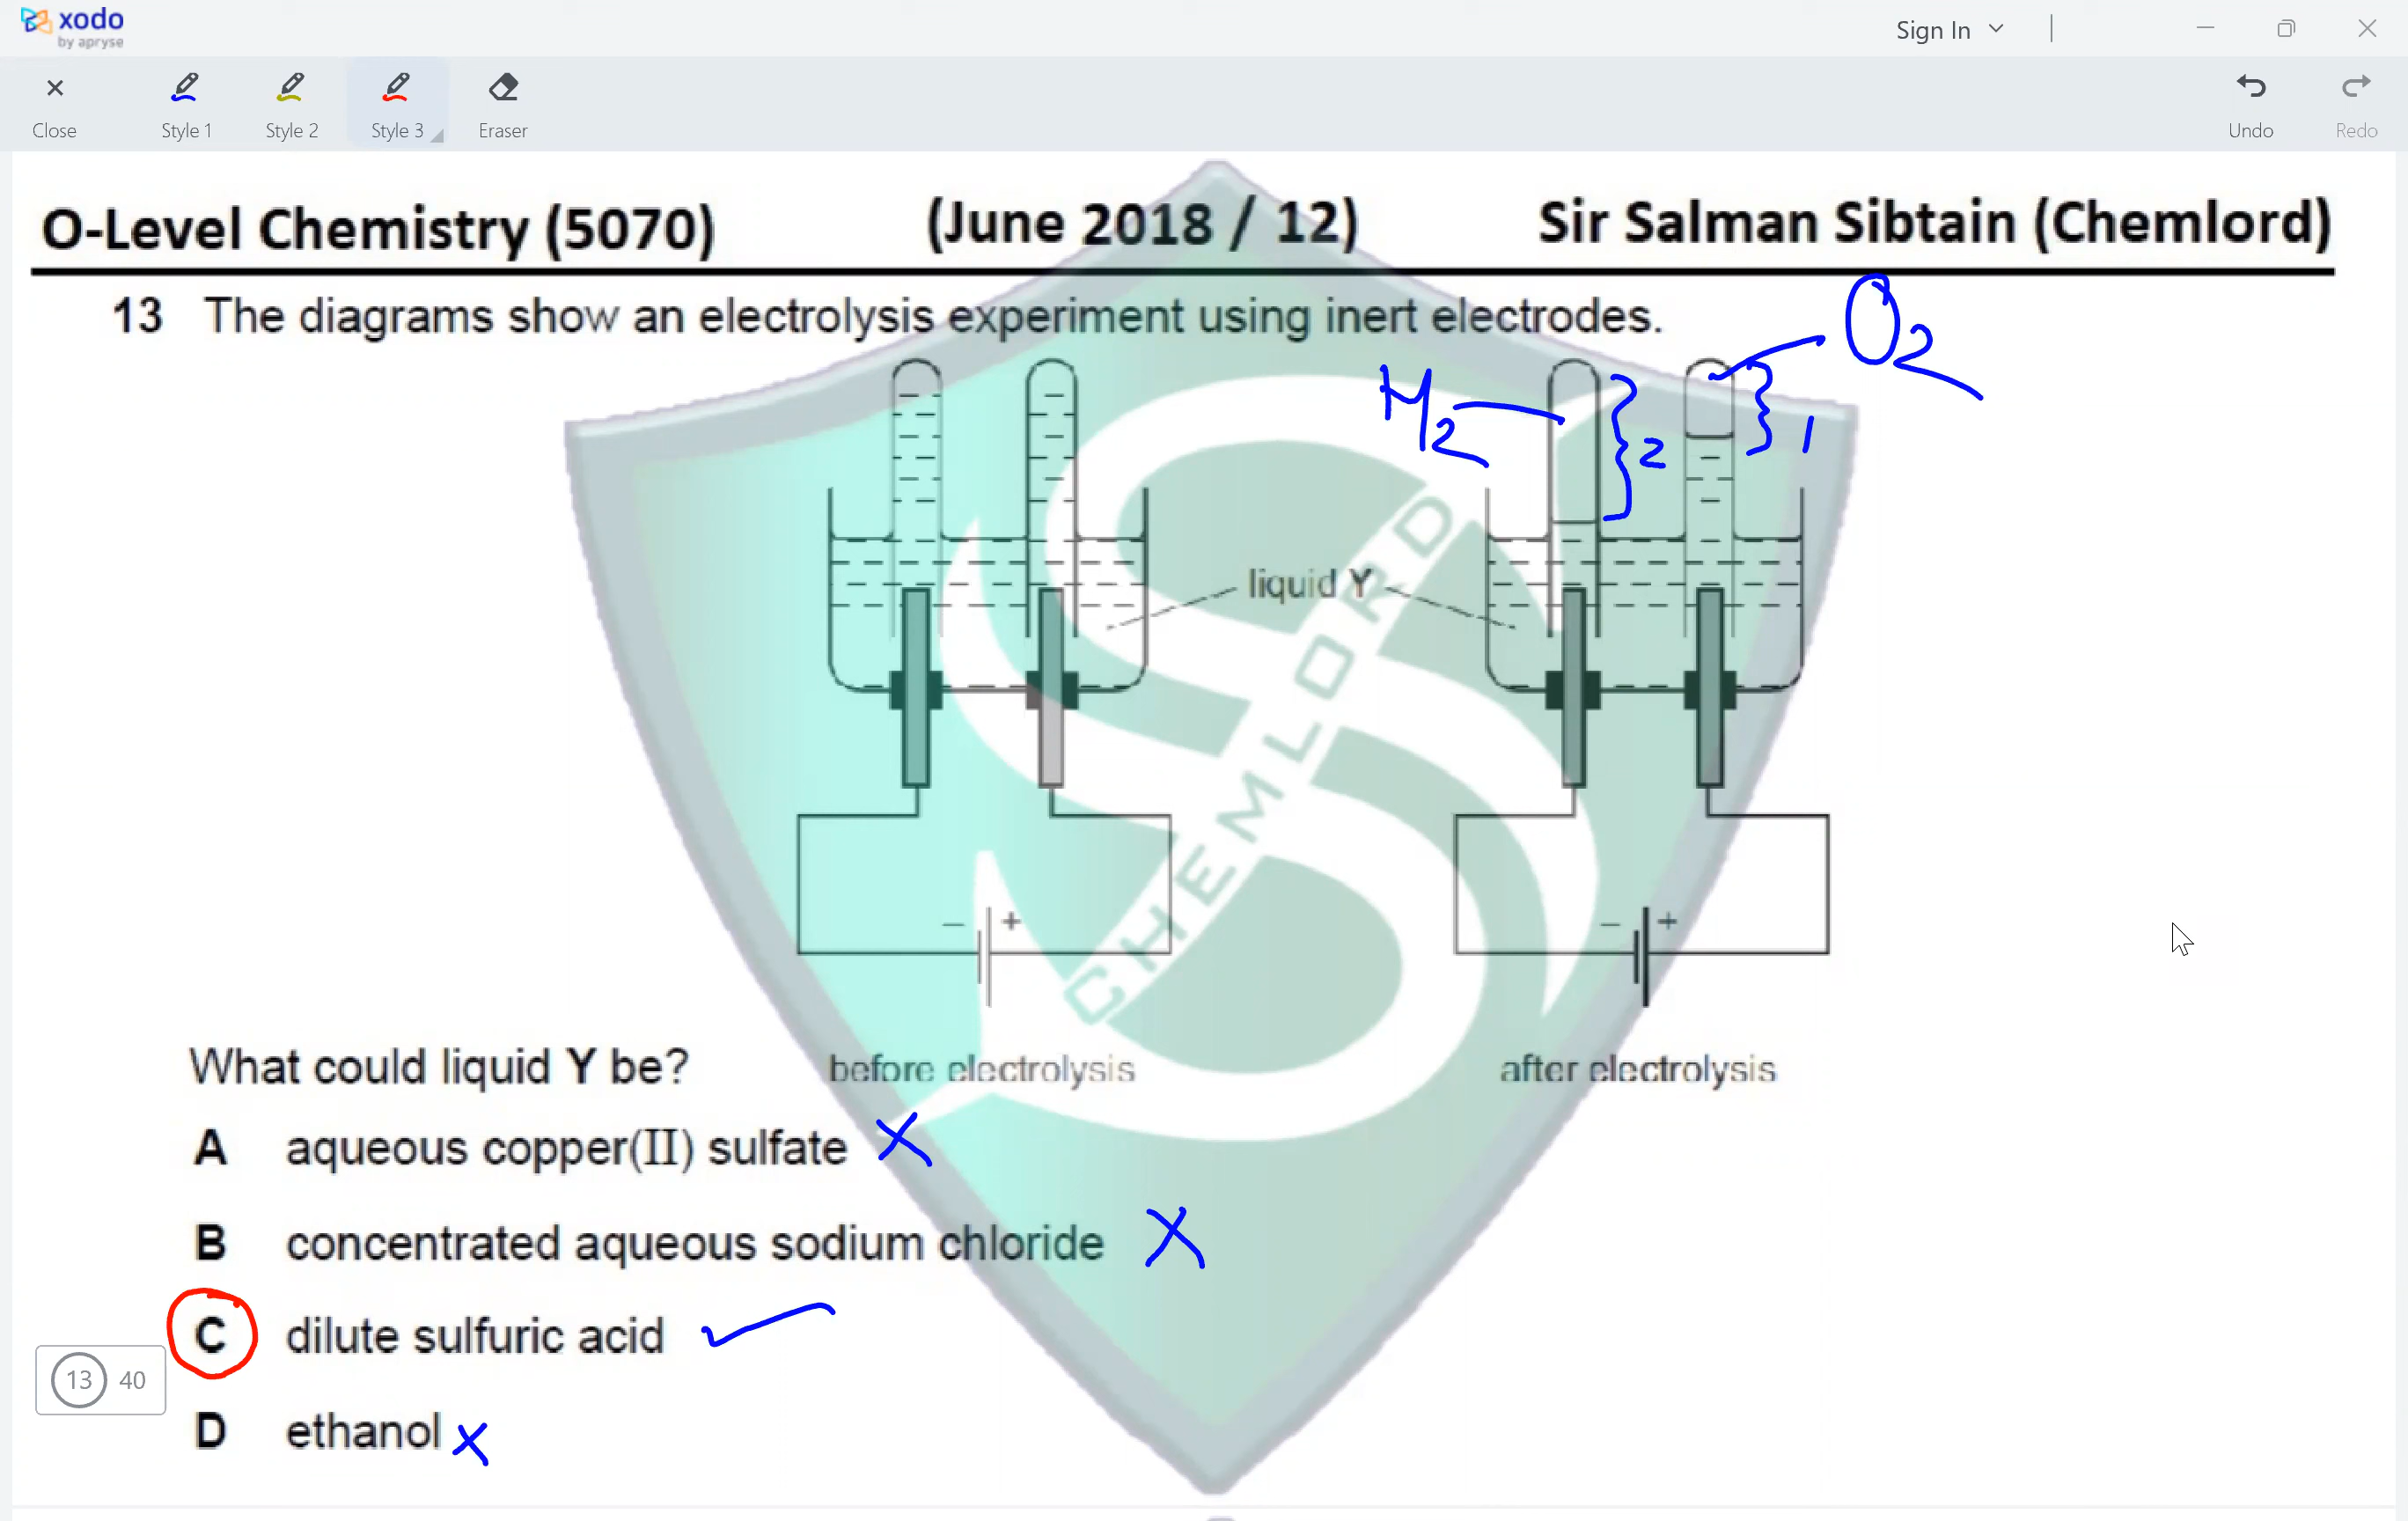 xodo
by apryse
Sign In
Close
Style 1
Style 2
Style 3
Eraser
Undo
Redo
O-Level Chemistry (5070) (June 2018 / 12) Sir Salman Sibtain (Chemlord)
13 The diagrams show an electrolysis experiment using inert electrodes.
H2
2
1
O2
liquid Y
CHEMLORD
– +
– +
before electrolysis
after electrolysis
What could liquid Y be?
A aqueous copper(II) sulfate X
B concentrated aqueous sodium chloride X
C dilute sulfuric acid ✓
D ethanol X
13 40